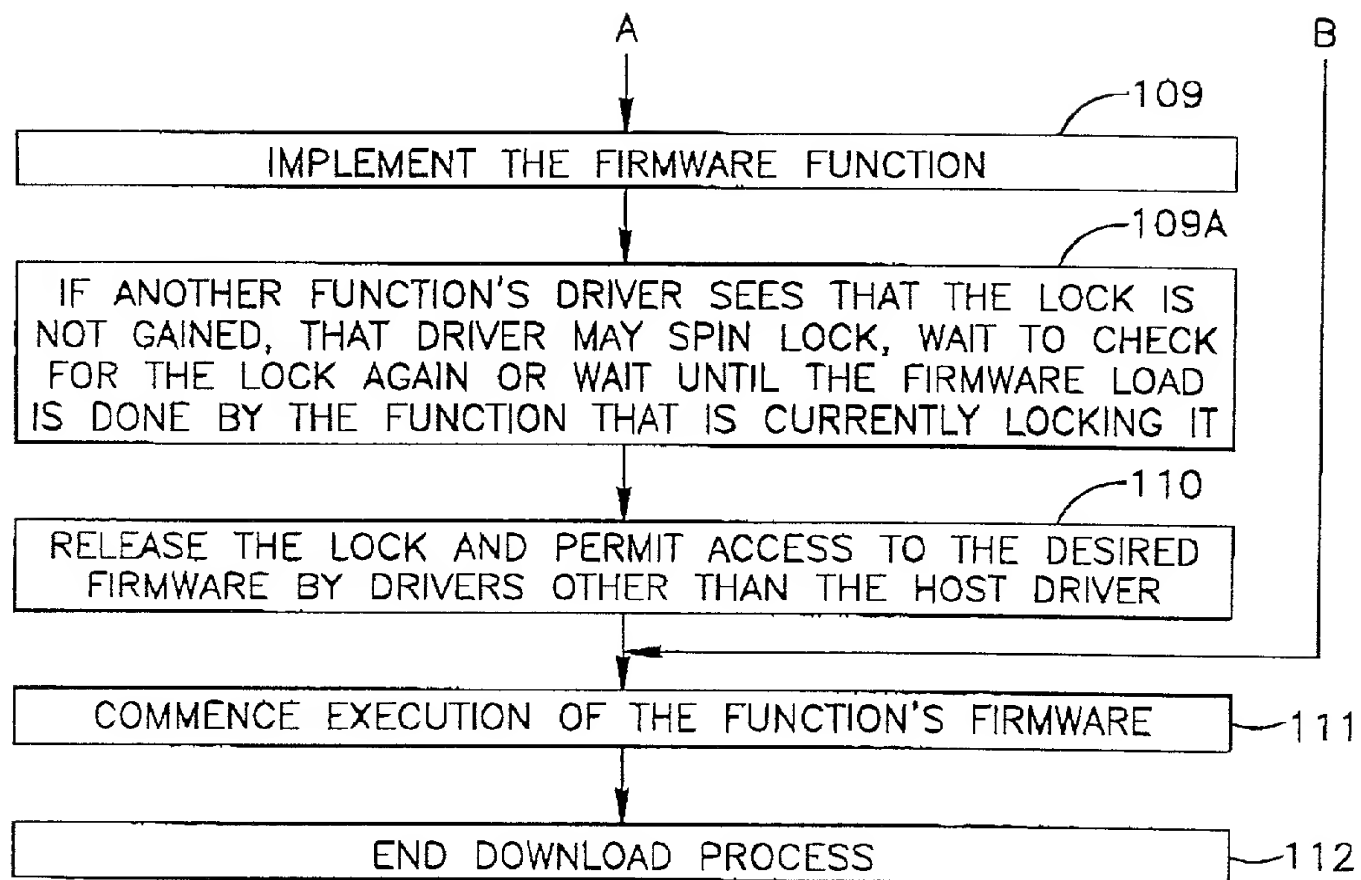 A
B
109
IMPLEMENT THE FIRMWARE FUNCTION
109A
IF ANOTHER FUNCTION'S DRIVER SEES THAT THE LOCK IS
NOT GAINED, THAT DRIVER MAY SPIN LOCK, WAIT TO CHECK
FOR THE LOCK AGAIN OR WAIT UNTIL THE FIRMWARE LOAD
IS DONE BY THE FUNCTION THAT IS CURRENTLY LOCKING IT
110
RELEASE THE LOCK AND PERMIT ACCESS TO THE DESIRED
FIRMWARE BY DRIVERS OTHER THAN THE HOST DRIVER
COMMENCE EXECUTION OF THE FUNCTION'S FIRMWARE
111
END DOWNLOAD PROCESS
112